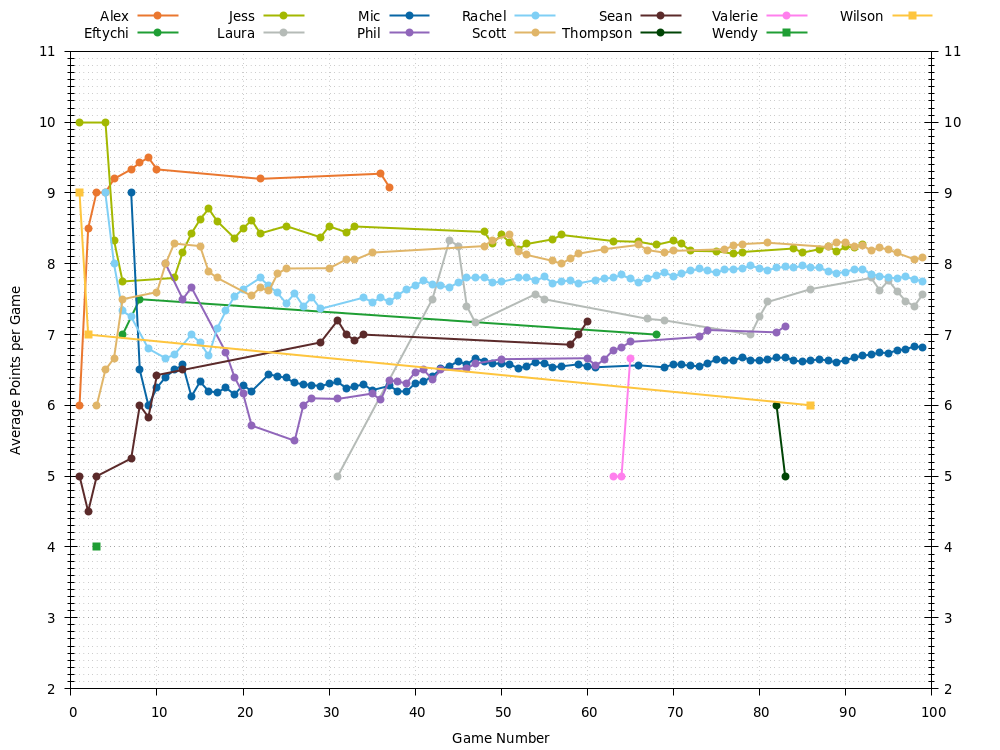 Alex Jess Mic Rachel Sean Valerie Wilson
Eftychi Laura Phil Scott Thompson Wendy
11 11
10 10
9 9
8 8
7 7
6 6
5 5
4 4
3 3
2 2
Average Points per Game
0 10 20 30 40 50 60 70 80 90 100
Game Number